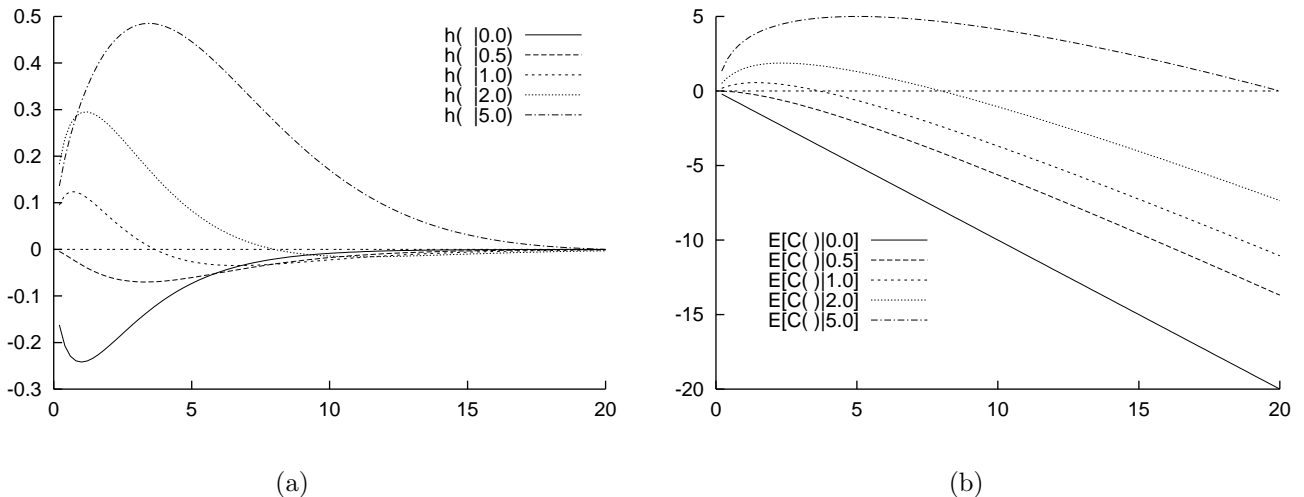 0.5
0.4
0.3
0.2
0.1
0
-0.1
-0.2
-0.3
0 5 10 15 20
h( |0.0)
h( |0.5)
h( |1.0)
h( |2.0)
h( |5.0)
(a)
5
0
-5
-10
-15
-20
0 5 10 15 20
E[C( )|0.0]
E[C( )|0.5]
E[C( )|1.0]
E[C( )|2.0]
E[C( )|5.0]
(b)